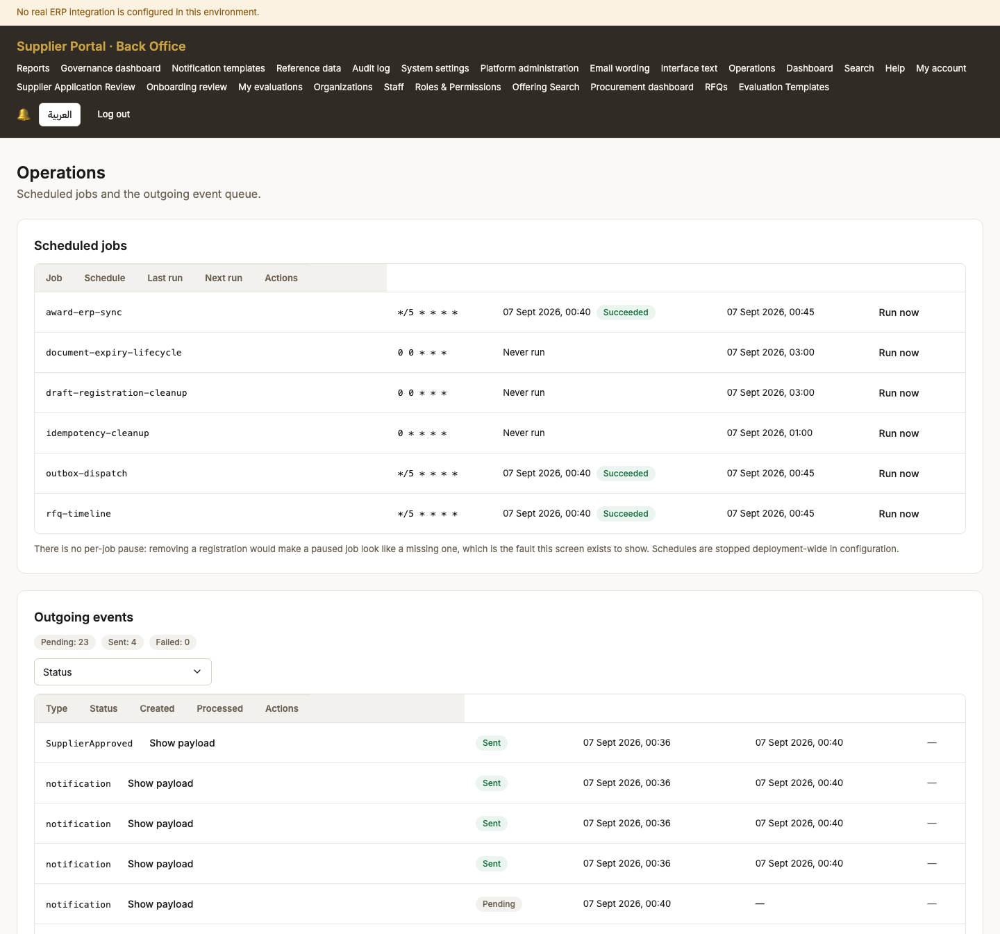 No real ERP integration is configured in this environment.
Supplier Portal · Back Office
Reports Governance dashboard Notification templates Reference data Audit log System settings Platform administration Email wording Interface text Operations Dashboard Search Help My account
Supplier Application Review Onboarding review My evaluations Organizations Staff Roles & Permissions Offering Search Procurement dashboard RFQs Evaluation Templates
العربية Log out
Operations
Scheduled jobs and the outgoing event queue.
Scheduled jobs
Job Schedule Last run Next run Actions
award-erp-sync */5 * * * * 07 Sept 2026, 00:40 Succeeded 07 Sept 2026, 00:45 Run now
document-expiry-lifecycle 0 0 * * * Never run 07 Sept 2026, 03:00 Run now
draft-registration-cleanup 0 0 * * * Never run 07 Sept 2026, 03:00 Run now
idempotency-cleanup 0 * * * * Never run 07 Sept 2026, 01:00 Run now
outbox-dispatch */5 * * * * 07 Sept 2026, 00:40 Succeeded 07 Sept 2026, 00:45 Run now
rfq-timeline */5 * * * * 07 Sept 2026, 00:40 Succeeded 07 Sept 2026, 00:45 Run now
There is no per-job pause: removing a registration would make a paused job look like a missing one, which is the fault this screen exists to show. Schedules are stopped deployment-wide in configuration.
Outgoing events
Pending: 23 Sent: 4 Failed: 0
Status
Type Status Created Processed Actions
SupplierApproved Show payload Sent 07 Sept 2026, 00:36 07 Sept 2026, 00:40 —
notification Show payload Sent 07 Sept 2026, 00:36 07 Sept 2026, 00:40 —
notification Show payload Sent 07 Sept 2026, 00:36 07 Sept 2026, 00:40 —
notification Show payload Sent 07 Sept 2026, 00:36 07 Sept 2026, 00:40 —
notification Show payload Pending 07 Sept 2026, 00:40 — —